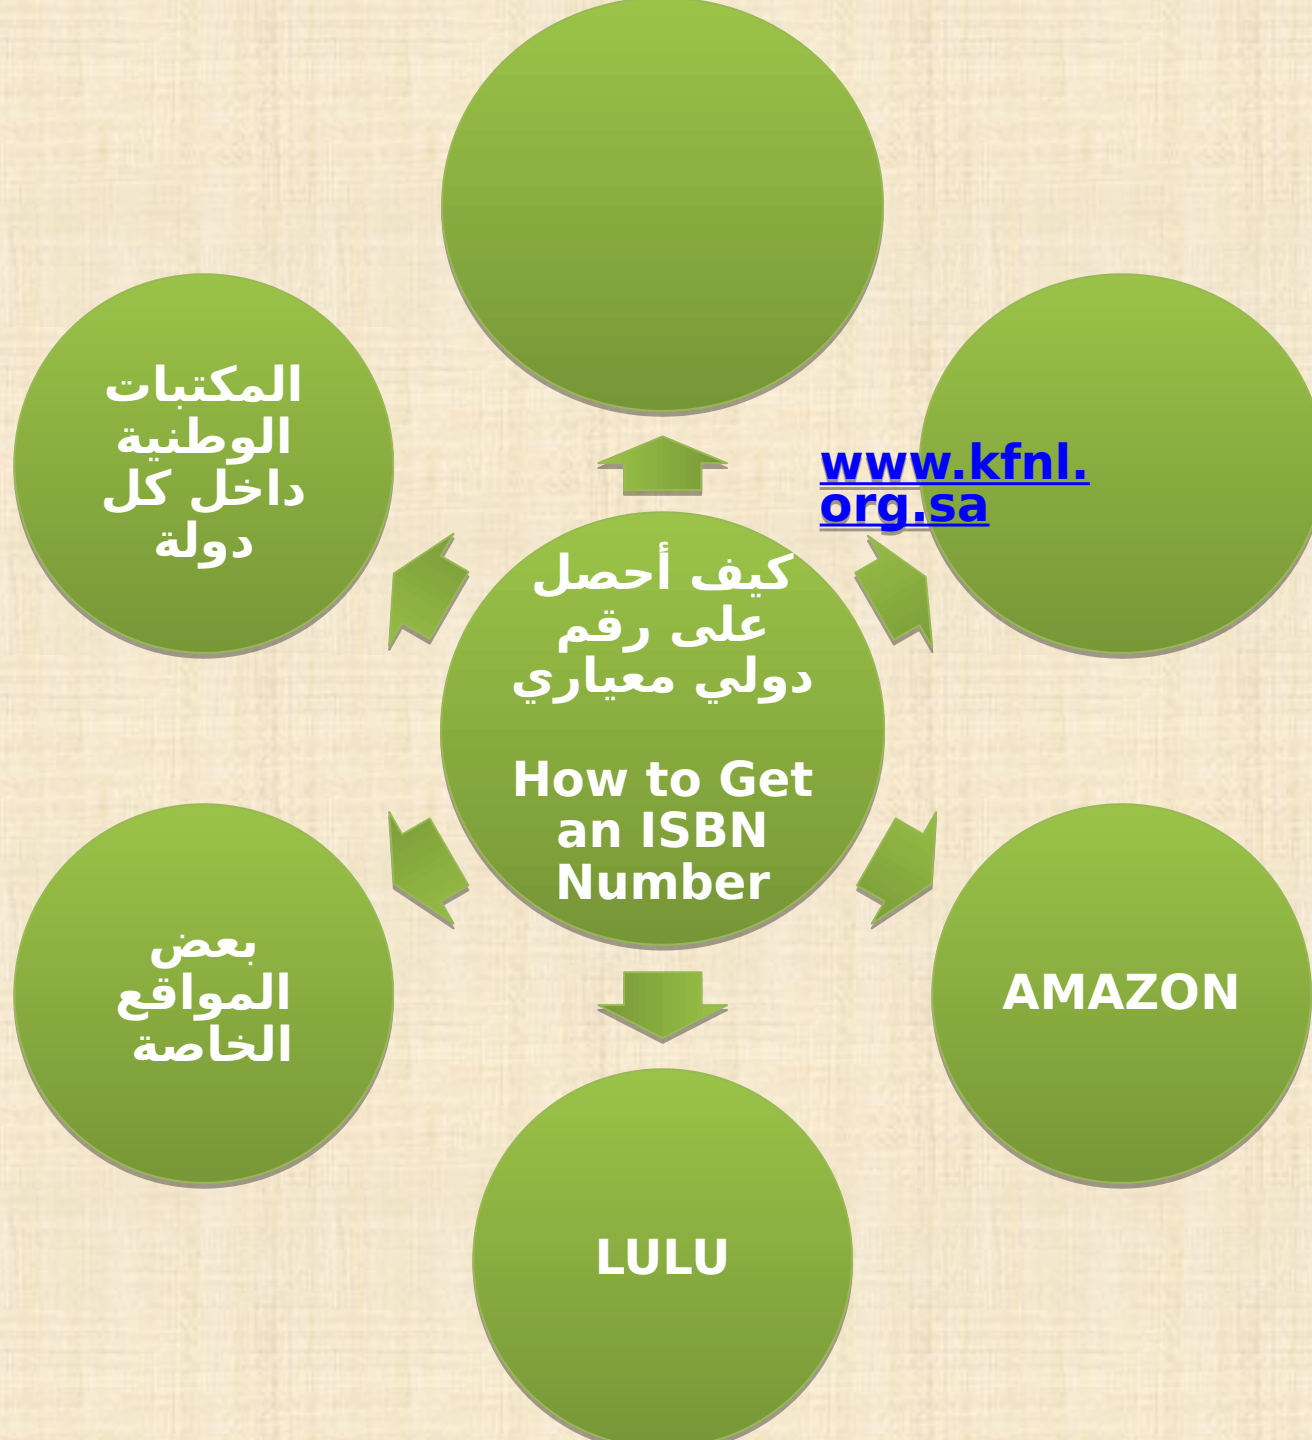 المكتبات
الوطنية
داخل كل
دولة
www.kfnl.
org.sa
كيف أحصل
على رقم
دولي معياري
How to Get
an ISBN
Number
بعض
المواقع
الخاصة
AMAZON
LULU